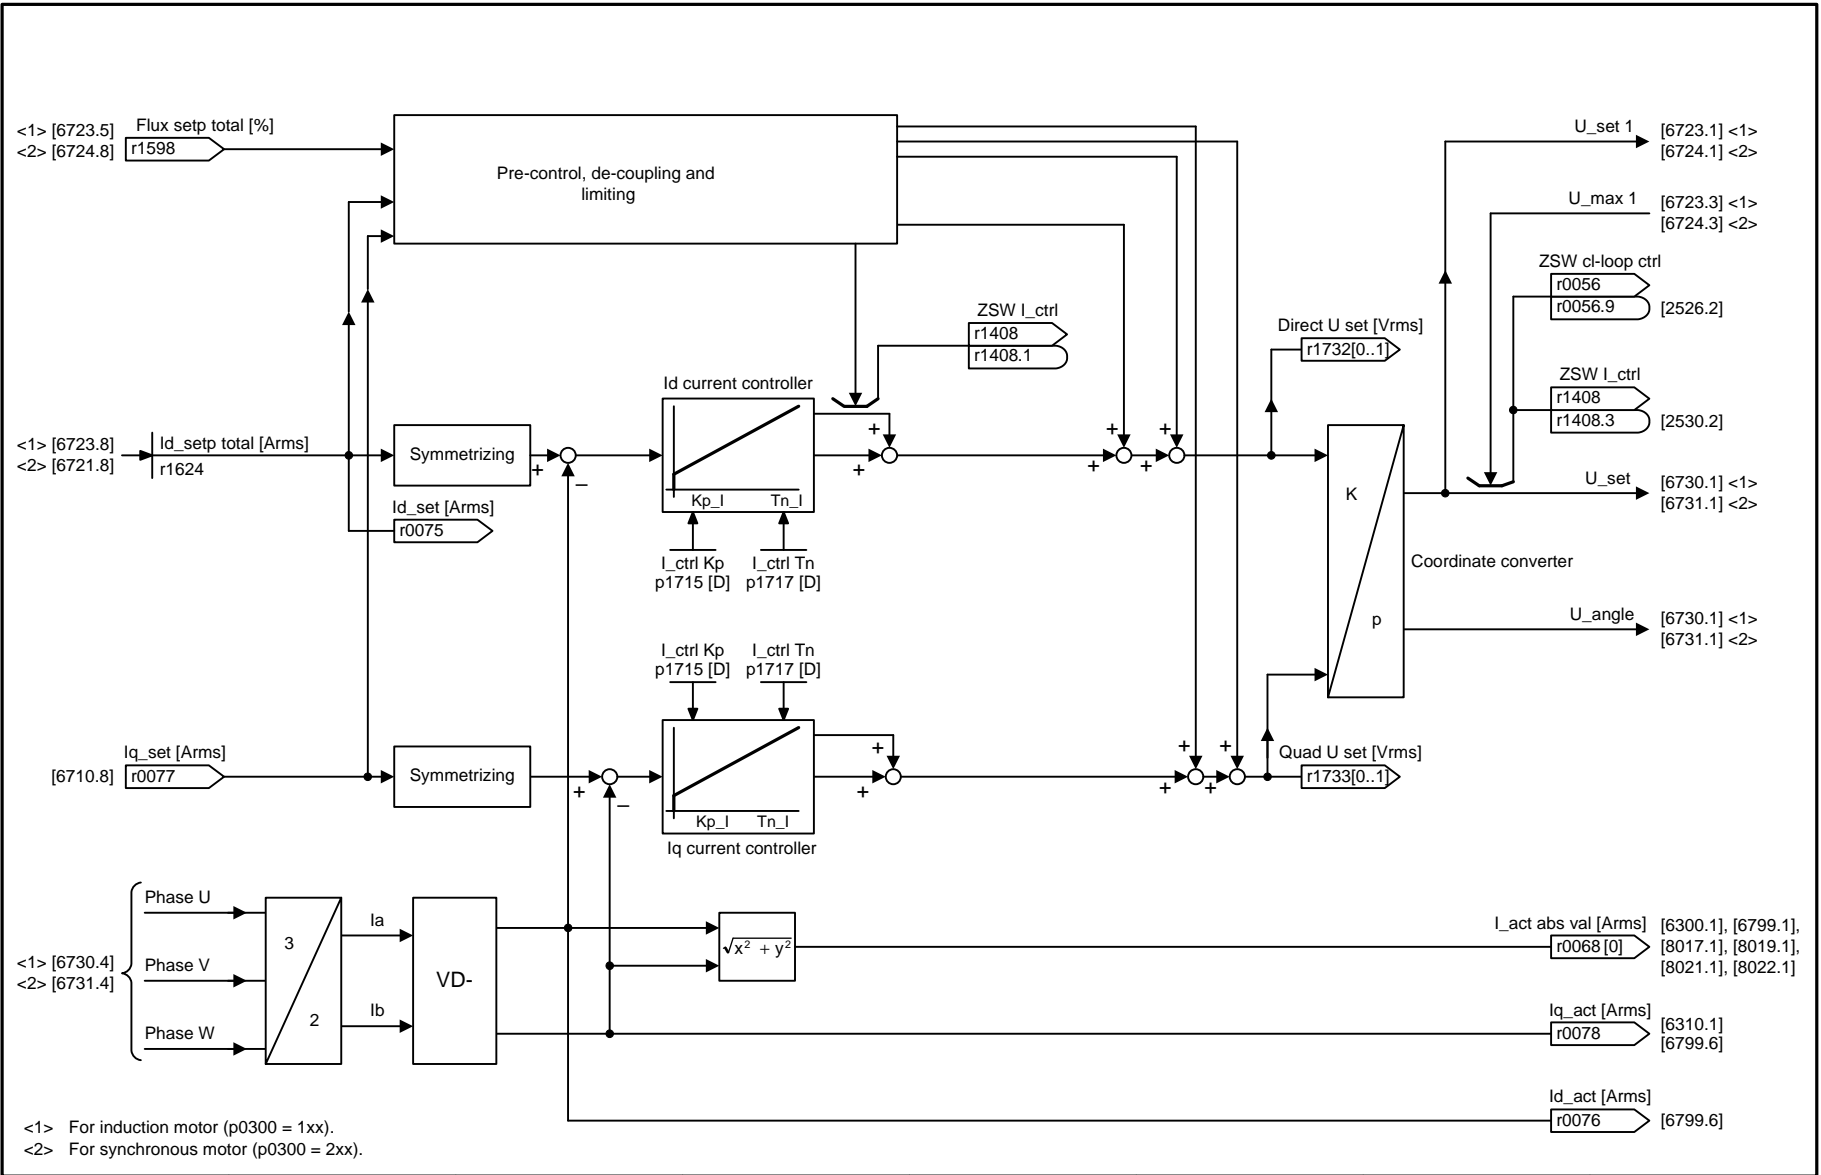 <1> [6723.5]
<2> [6724.8]
Flux setp total [%]
r1598
Pre-control, de-coupling and
limiting
U_set 1
[6723.1] <1>
[6724.1] <2>
U_max 1
[6723.3] <1>
[6724.3] <2>
ZSW cl-loop ctrl
r0056
r0056.9
[2526.2]
ZSW I_ctrl
r1408
r1408.1
Direct U set [Vrms]
r1732[0..1]
ZSW I_ctrl
r1408
r1408.3
[2530.2]
Id current controller
<1> [6723.8]
<2> [6721.8]
Id_setp total [Arms]
r1624
Symmetrizing
+
–
Kp_I
Tn_I
+
+
+
+
+
+
K
p
U_set
[6730.1] <1>
[6731.1] <2>
Id_set [Arms]
r0075
I_ctrl Kp
p1715 [D]
I_ctrl Tn
p1717 [D]
Coordinate converter
U_angle
[6730.1] <1>
[6731.1] <2>
I_ctrl Kp
p1715 [D]
I_ctrl Tn
p1717 [D]
[6710.8]
Iq_set [Arms]
r0077
Symmetrizing
+
–
Kp_I
Tn_I
Iq current controller
+
+
+
+
+
+
Quad U set [Vrms]
r1733[0..1]
<1> [6730.4]
<2> [6731.4]
Phase U
Phase V
Phase W
3
2
Ia
Ib
VD-
√x² + y²
I_act abs val [Arms]
r0068 [0]
[6300.1], [6799.1],
[8017.1], [8019.1],
[8021.1], [8022.1]
Iq_act [Arms]
r0078
[6310.1]
[6799.6]
Id_act [Arms]
r0076
[6799.6]
<1> For induction motor (p0300 = 1xx).
<2> For synchronous motor (p0300 = 2xx).